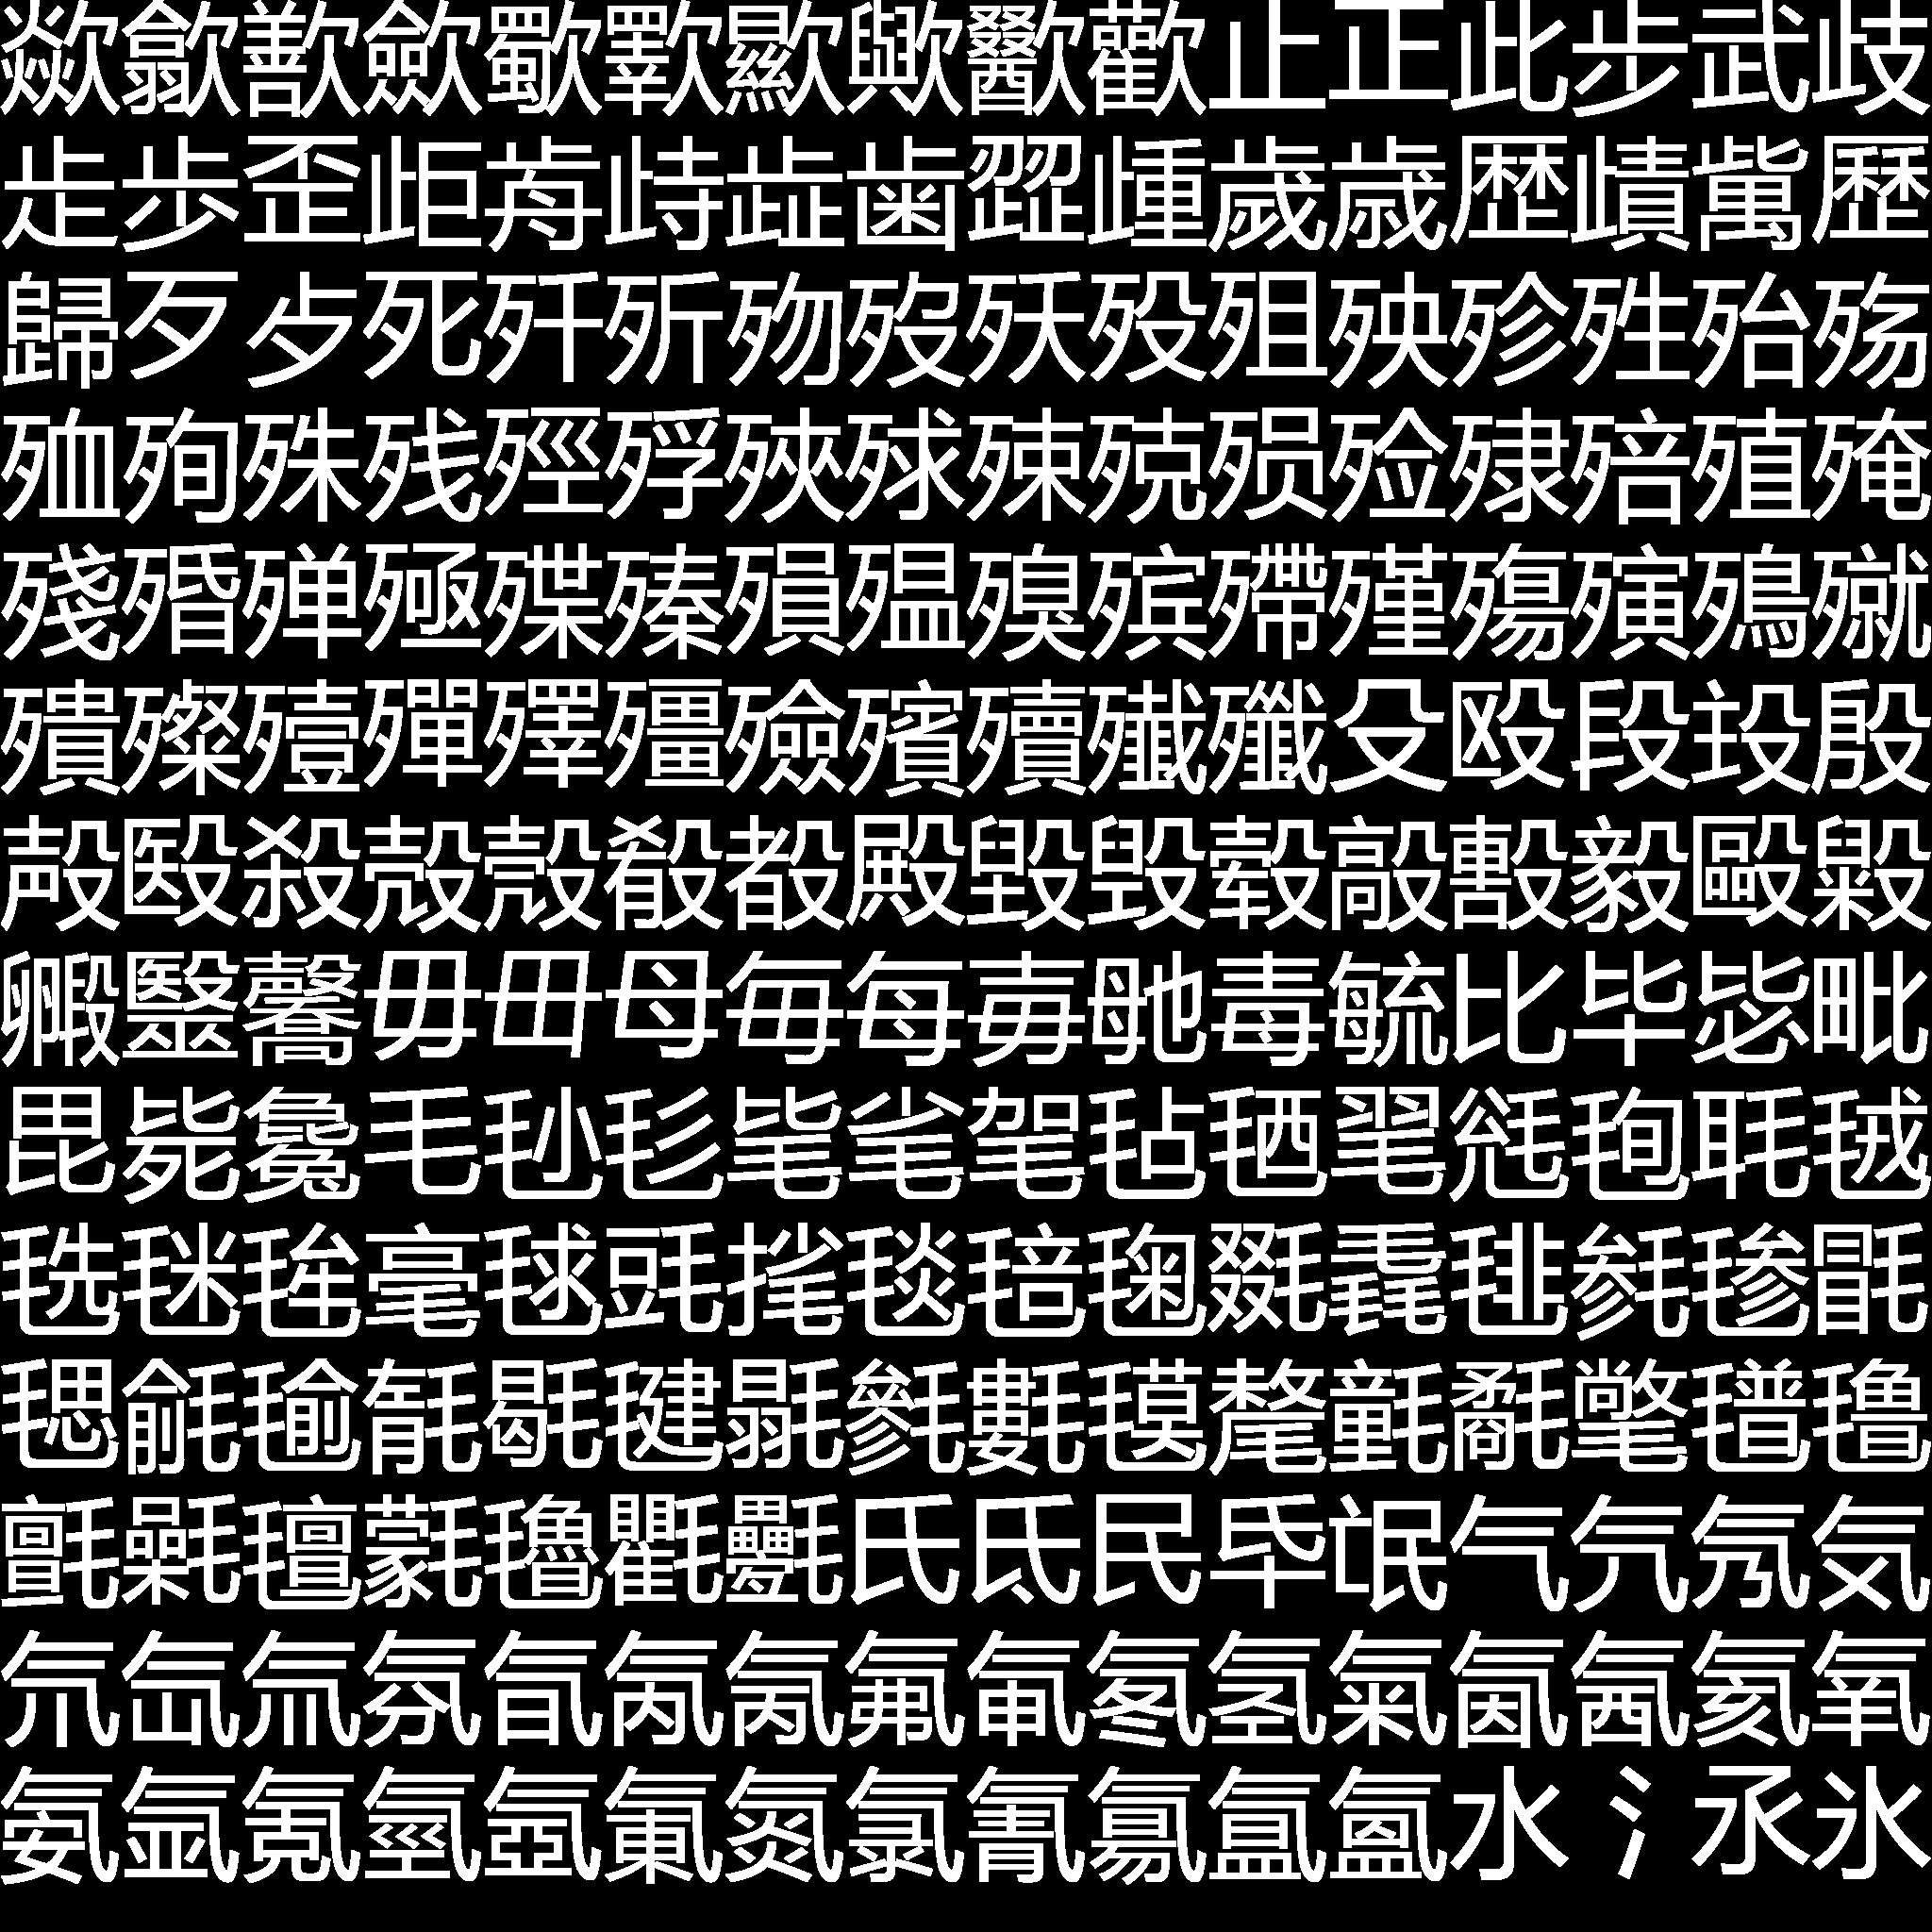 歘歙歚歛歜歝歞歟歠歡止正此步武歧
歨歩歪歫歬歭歮歯歰歱歲歳歴歵歶歷
歸歹歺死歼歽歾歿殀殁殂殃殄殅殆殇
殈殉殊残殌殍殎殏殐殑殒殓殔殕殖殗
殘殙殚殛殜殝殞殟殠殡殢殣殤殥殦殧
殨殩殪殫殬殭殮殯殰殱殲殳殴段殶殷
殸殹殺殻殼殽殾殿毀毁毂毃毄毅毆毇
毈毉毊毋毌母毎每毐毑毒毓比毕毖毗
毘毙毚毛毜毝毞毟毠毡毢毣毤毥毦毧
毨毩毪毫毬毭毮毯毰毱毲毳毴毵毶毷
毸毹毺毻毼毽毾毿氀氁氂氃氄氅氆氇
氈氉氊氋氌氍氎氏氐民氒氓气氕氖気
氘氙氚氛氜氝氞氟氠氡氢氣氤氥氦氧
氨氩氪氫氬氭氮氯氰氱氲氳水氵氶氷